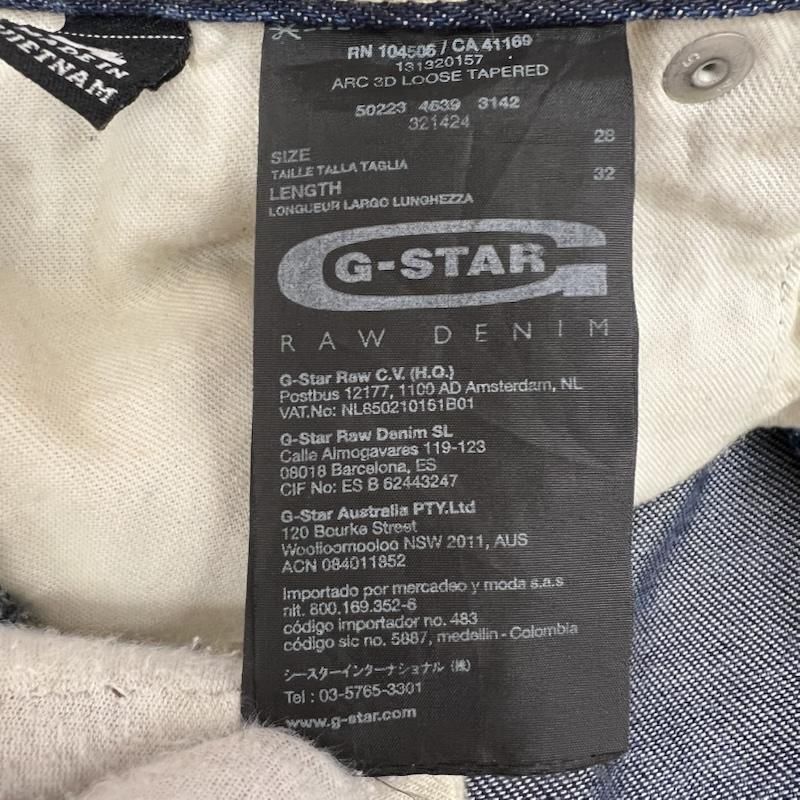 MADE IN
VIETNAM
RN 104506 / CA 41169
131320157
ARC 3D LOOSE TAPERED
50223 4639 3142
321424
28
SIZE
TAILLE TALLA TAGLIA
32
LENGTH
LONGUEUR LARGO LUNGHEZZA
G-STAR
RAW DENIM
G-Star Raw C.V. (H.Q.)
Postbus 12177, 1100 AD Amsterdam, NL
VAT.No: NL850210161B01
G-Star Raw Denim SL
Calle Almogavares 119-123
08018 Barcelona, ES
CIF No: ES B 62443247
G-Star Australia PTY.Ltd
120 Bourke Street
Woolloomooloo NSW 2011, AUS
ACN 084011852
Importado por mercadeo y moda s.a.s
nit. 800.169.352-6
código importador no. 483
código sic no. 5887, medellin - Colombia
ジースターインターナショナル (株)
Tel : 03-5765-3301
www.g-star.com